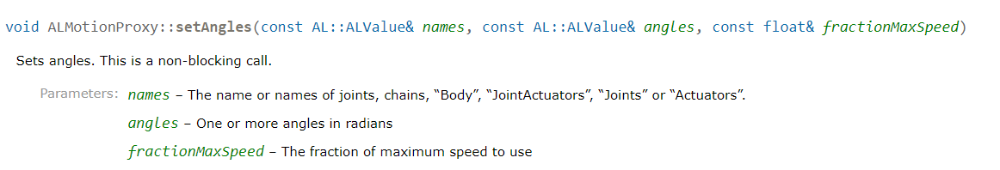 void ALMotionProxy::setAngles(const AL::ALValue& names, const AL::ALValue& angles, const float& fractionMaxSpeed)
Sets angles. This is a non-blocking call.
Parameters: names – The name or names of joints, chains, “Body”, “JointActuators”, “Joints” or “Actuators”.
angles – One or more angles in radians
fractionMaxSpeed – The fraction of maximum speed to use